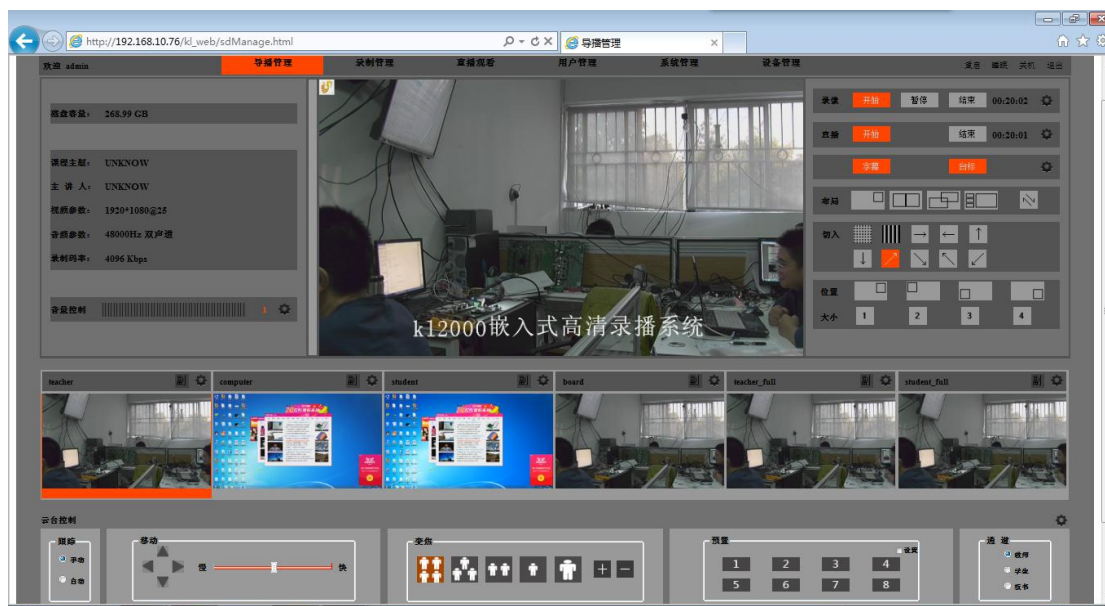 http://192.168.10.76/kl_web/sdManage.html
导播管理
欢迎 admin
导播管理
录制管理
直播观看
用户管理
系统管理
设备管理
重启
睡眠
关机
退出
磁盘容量： 268.99 GB
课程主题： UNKNOW
主 讲 人： UNKNOW
视频参数： 1920*1080@25
音频参数： 48000Hz 双声道
录制码率： 4096 Kbps
音量控制
1
kl2000嵌入式高清录播系统
录像 开始 暂停 结束 00:20:02
直播 开始 结束 00:20:01
字幕 台标
布局
切入
位置
大小 1 2 3 4
teacher 副
computer 副
student 副
board 副
teacher_full 副
student_full 副
云台控制
跟踪
手动
自动
移动
慢 快
变焦
预置
设置
1 2 3 4
5 6 7 8
通 道
教师
学生
板书